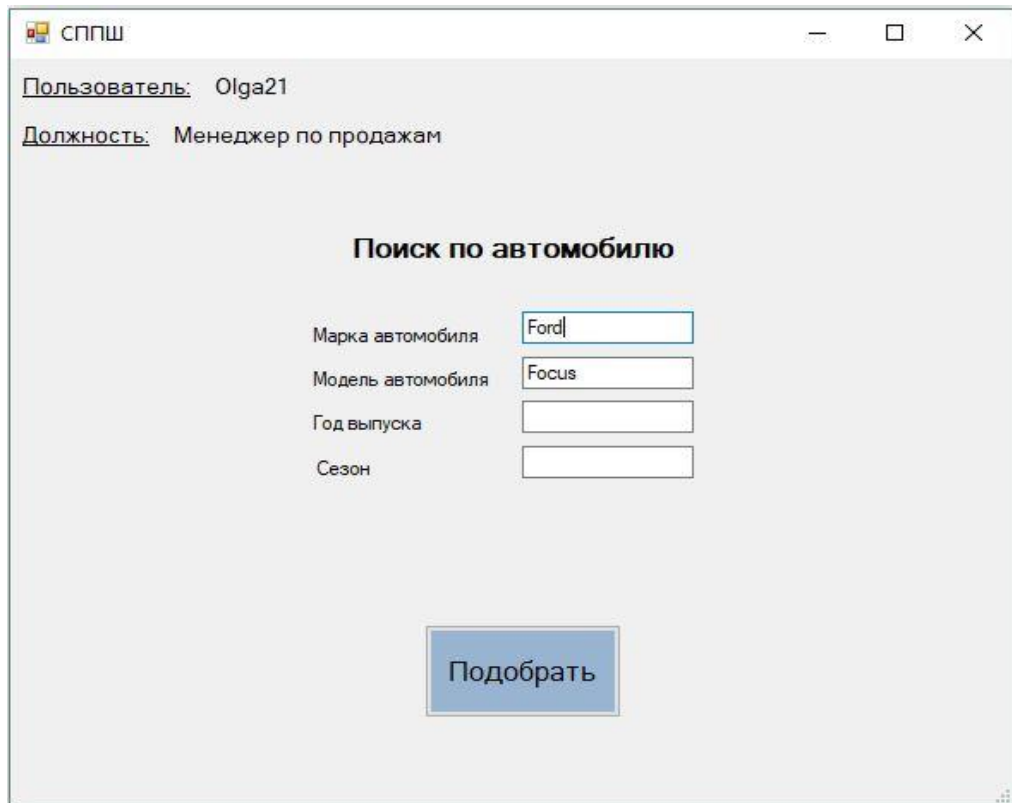 СППШ
Пользователь: Olga21
Должность: Менеджер по продажам
Поиск по автомобилю
Марка автомобиля Ford
Модель автомобиля Focus
Год выпуска
Сезон
Подобрать